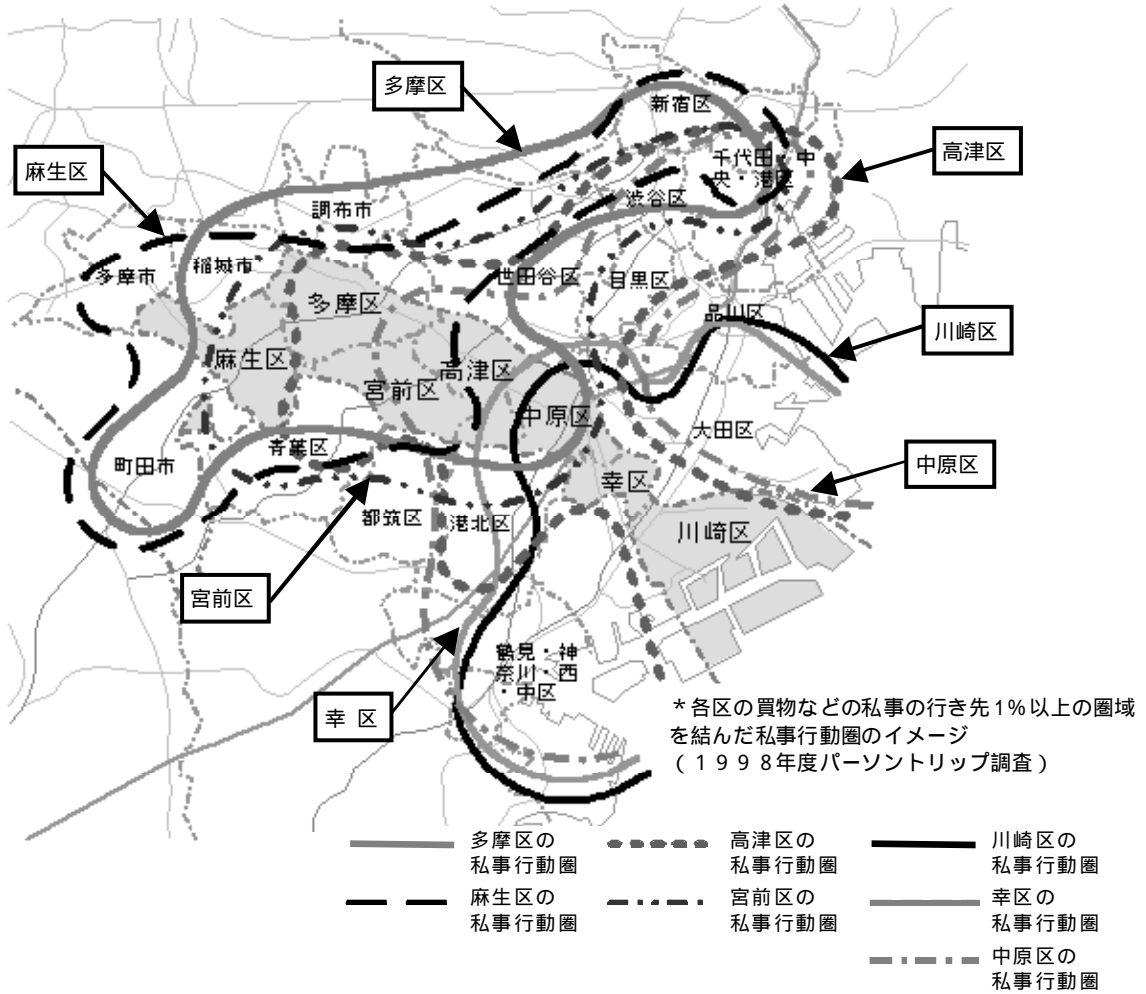 多摩区
新宿区
高津区
千代田・中
央・港区
麻生区
渋谷区
調布市
多摩市
稲城市
世田谷区
目黒区
多摩区
品川区
川崎区
麻生区
高津区
宮前区
中原区
大田区
青葉区
町田市
中原区
幸区
都筑区
港北区
川崎区
宮前区
鶴見・神
奈川・西
・中区
幸 区
*各区の買物などの私事の行き先1%以上の圏域
を結んだ私事行動圏のイメージ
(1998年度パーソントリップ調査)
多摩区の
私事行動圏
高津区の
私事行動圏
川崎区の
私事行動圏
麻生区の
私事行動圏
宮前区の
私事行動圏
幸区の
私事行動圏
中原区の
私事行動圏